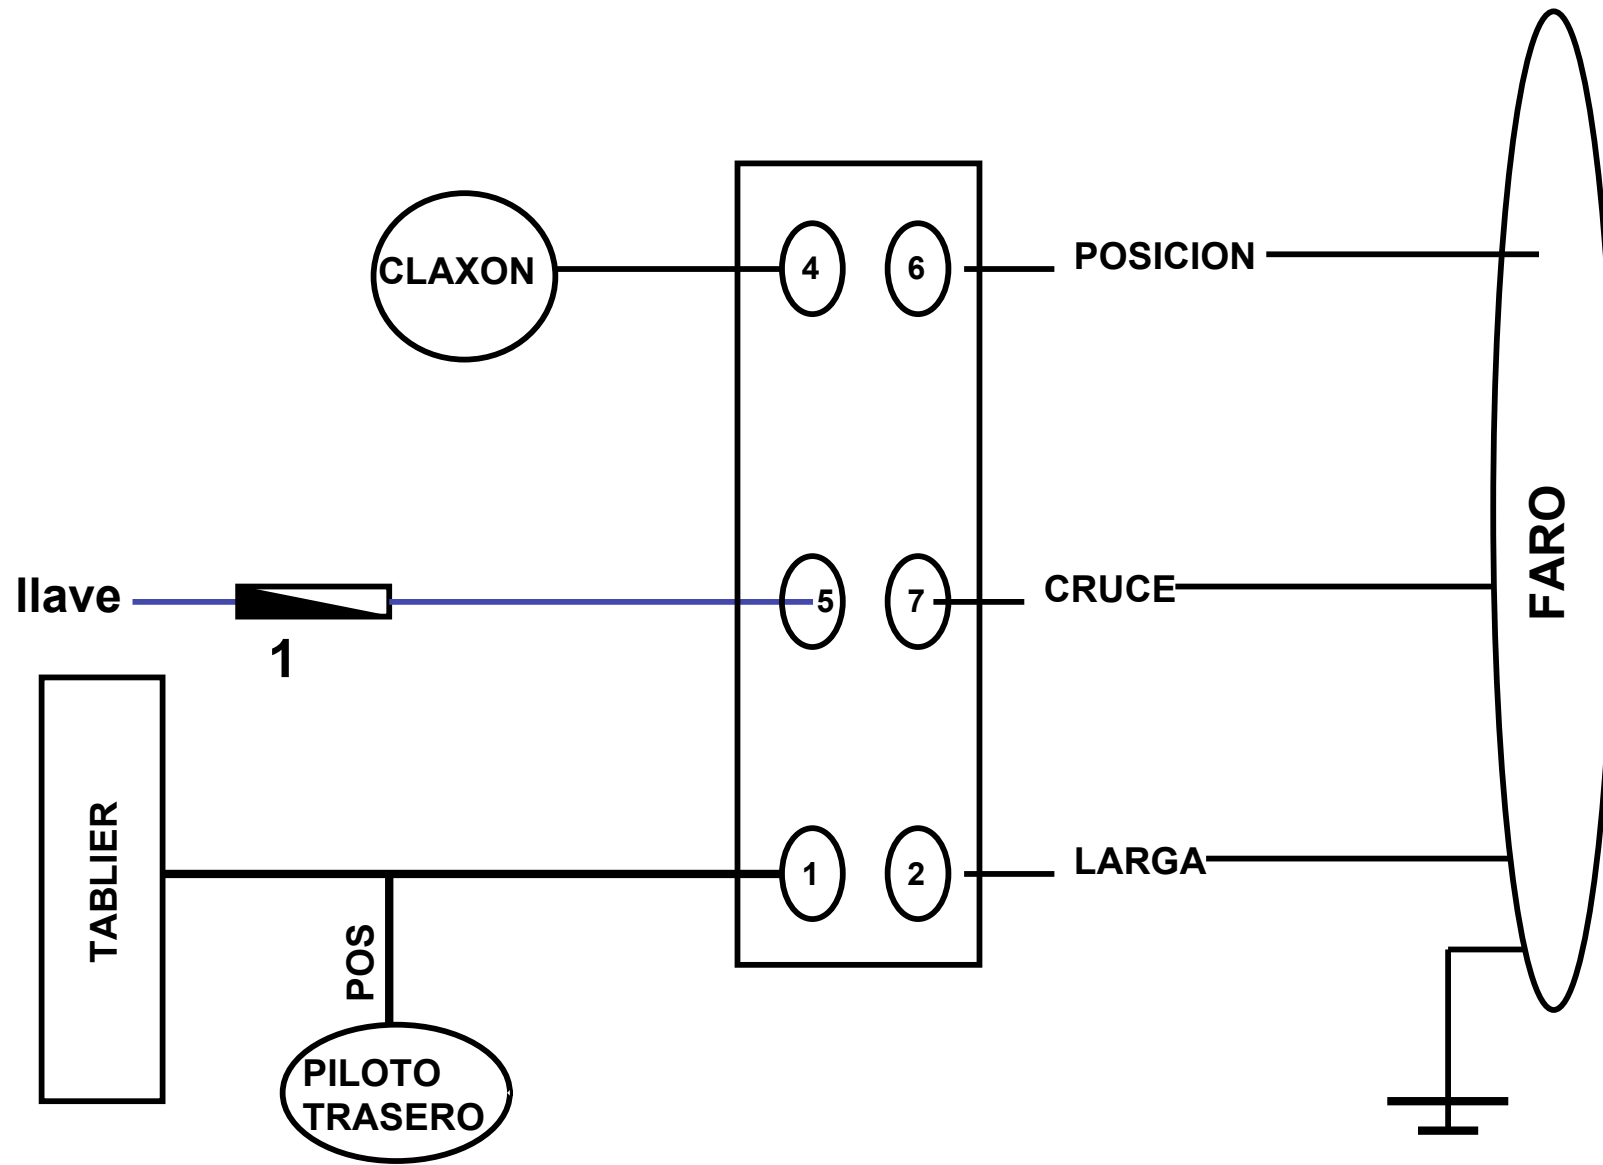 CLAXON
4
6
POSICION
llave
1
5
7
CRUCE
FARO
TABLIER
POS
1
2
LARGA
PILOTO
TRASERO